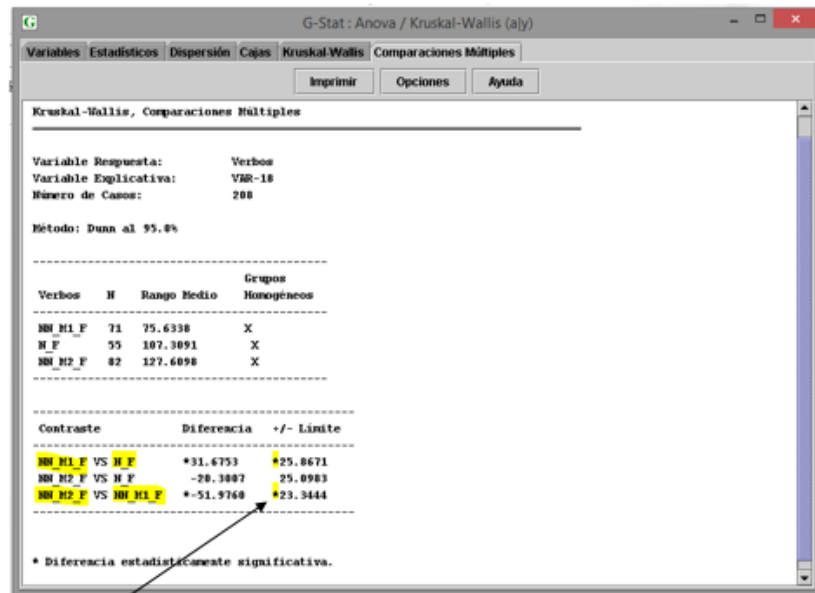 G-Stat : Anova / Kruskal-Wallis (a|y)
Variables Estadísticos Dispersión Cajas Kruskal-Wallis Comparaciones Múltiples
Imprimir Opciones Ayuda
Kruskal-Wallis, Comparaciones Múltiples
Variable Respuesta: Verbos
Variable Explicativa: VAR-18
Número de Casos: 208
Método: Dunn al 95.0%
Grupos
Verbos N Rango Medio Homogéneos
NN_M1_F 71 75.6338 X
N_F 55 107.3091 X
NN_M2_F 82 127.6098 X
Contraste Diferencia +/- Límite
NN_M1_F VS N_F *31.6753 *25.8671
NN_M2_F VS N_F -20.3007 25.0983
NN_M2_F VS NN_M1_F *-51.9760 *23.3444
* Diferencia estadísticamente significativa.